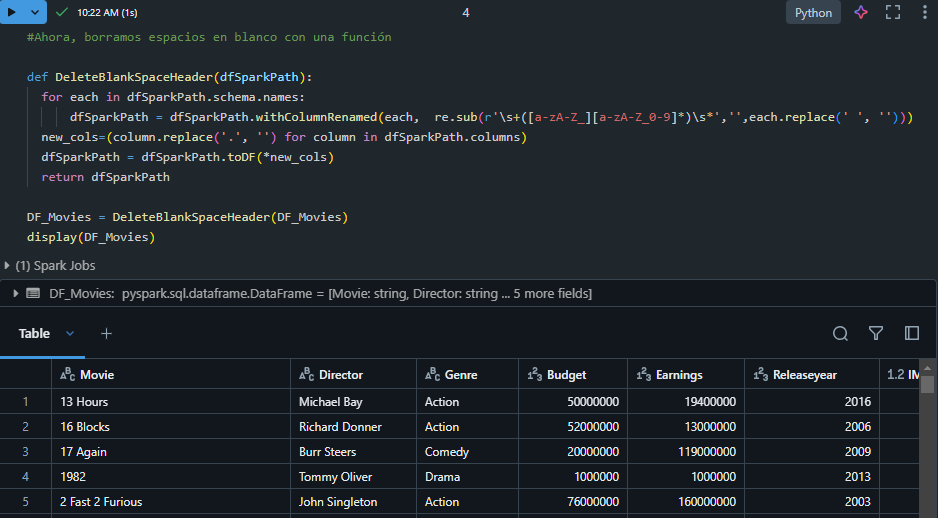 10:22 AM (1s)
4
Python
#Ahora, borramos espacios en blanco con una función
def DeleteBlankSpaceHeader(dfSparkPath):
for each in dfSparkPath.schema.names:
dfSparkPath = dfSparkPath.withColumnRenamed(each,  re.sub(r'\s+([a-zA-Z_][a-zA-Z_0-9]*)\s*','',each.replace(' ', '')))
new_cols=(column.replace('.', '') for column in dfSparkPath.columns)
dfSparkPath = dfSparkPath.toDF(*new_cols)
return dfSparkPath
DF_Movies = DeleteBlankSpaceHeader(DF_Movies)
display(DF_Movies)
(1) Spark Jobs
DF_Movies: pyspark.sql.dataframe.DataFrame = [Movie: string, Director: string ... 5 more fields]
Table +
Movie Director Genre Budget Earnings Releaseyear 1.2 IM
1 13 Hours Michael Bay Action 50000000 19400000 2016
2 16 Blocks Richard Donner Action 52000000 13000000 2006
3 17 Again Burr Steers Comedy 20000000 119000000 2009
4 1982 Tommy Oliver Drama 1000000 1000000 2013
5 2 Fast 2 Furious John Singleton Action 76000000 160000000 2003